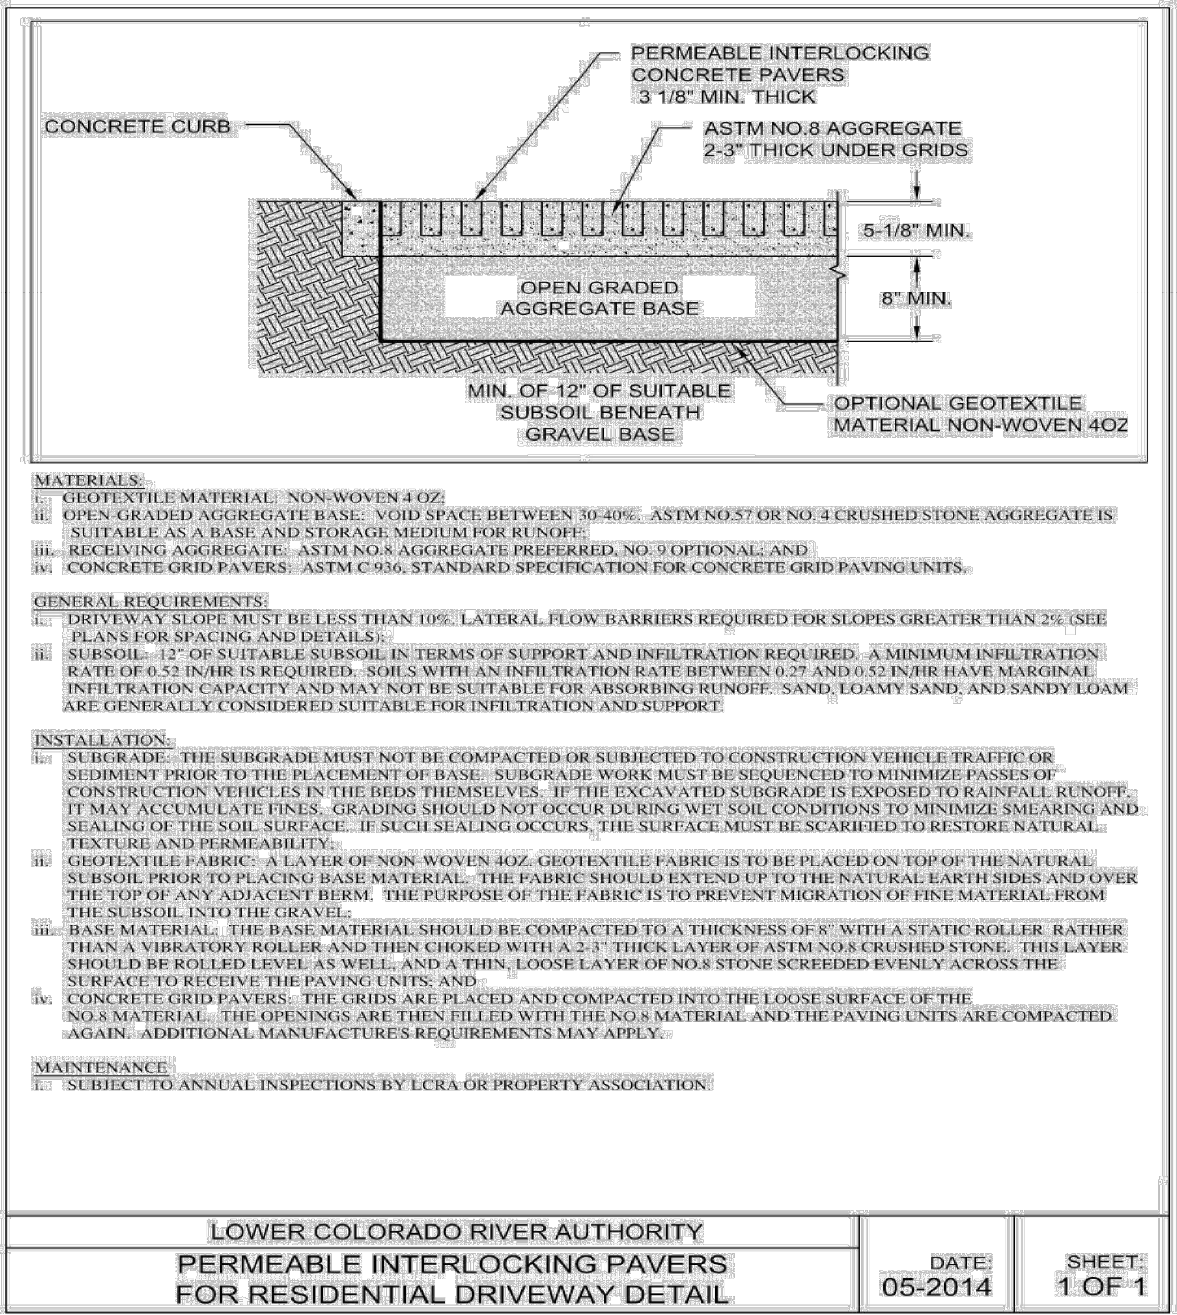 PERMEABLE INTERLOCKING
CONCRETE PAVERS
3 1/8" MIN. THICK
CONCRETE CURB
ASTM NO.8 AGGREGATE
2-3" THICK UNDER GRIDS
5-1/8" MIN.
OPEN GRADED
AGGREGATE BASE
8" MIN.
MIN. OF 12" OF SUITABLE
SUBSOIL BENEATH
GRAVEL BASE
OPTIONAL GEOTEXTILE
MATERIAL NON-WOVEN 4OZ
MATERIALS:
i. GEOTEXTILE MATERIAL: NON-WOVEN 4 OZ;
ii. OPEN GRADED AGGREGATE BASE: VOID SPACE BETWEEN 30-40%. ASTM NO.57 OR NO. 4 CRUSHED STONE AGGREGATE IS
SUITABLE AS A BASE AND STORAGE MEDIUM FOR RUNOFF;
iii. RECEIVING AGGREGATE: ASTM NO.8 AGGREGATE PREFERRED, NO. 9 OPTIONAL; AND
iv. CONCRETE GRID PAVERS: ASTM C 936, STANDARD SPECIFICATION FOR CONCRETE GRID PAVING UNITS.
GENERAL REQUIREMENTS:
i. DRIVEWAY SLOPE MUST BE LESS THAN 10%. LATERAL FLOW BARRIERS REQUIRED FOR SLOPES GREATER THAN 2% (SEE
PLANS FOR SPACING AND DETAILS);
ii. SUBSOIL: 12" OF SUITABLE SUBSOIL IN TERMS OF SUPPORT AND INFILTRATION REQUIRED. A MINIMUM INFILTRATION
RATE OF 0.52 IN/HR IS REQUIRED. SOILS WITH AN INFILTRATION RATE BETWEEN 0.27 AND 0.52 IN/HR HAVE MARGINAL
INFILTRATION CAPACITY AND MAY NOT BE SUITABLE FOR ABSORBING RUNOFF. SAND, LOAMY SAND, AND SANDY LOAM
ARE GENERALLY CONSIDERED SUITABLE FOR INFILTRATION AND SUPPORT
INSTALLATION:
i. SUBGRADE: THE SUBGRADE MUST NOT BE COMPACTED OR SUBJECTED TO CONSTRUCTION VEHICLE TRAFFIC OR
SEDIMENT PRIOR TO THE PLACEMENT OF BASE. SUBGRADE WORK MUST BE SEQUENCED TO MINIMIZE PASSES OF
CONSTRUCTION VEHICLES IN THE BEDS THEMSELVES. IF THE EXCAVATED SUBGRADE IS EXPOSED TO RAINFALL RUNOFF,
IT MAY ACCUMULATE FINES. GRADING SHOULD NOT OCCUR DURING WET SOIL CONDITIONS TO MINIMIZE SMEARING AND
SEALING OF THE SOIL SURFACE. IF SUCH SEALING OCCURS, THE SURFACE MUST BE SCARIFIED TO RESTORE NATURAL
TEXTURE AND PERMEABILITY;
ii. GEOTEXTILE FABRIC: A LAYER OF NON-WOVEN 4OZ. GEOTEXTILE FABRIC IS TO BE PLACED ON TOP OF THE NATURAL
SUBSOIL PRIOR TO PLACING BASE MATERIAL. THE FABRIC SHOULD EXTEND UP TO THE NATURAL EARTH SIDES AND OVER
THE TOP OF ANY ADJACENT BERM. THE PURPOSE OF THE FABRIC IS TO PREVENT MIGRATION OF FINE MATERIAL FROM
THE SUBSOIL INTO THE GRAVEL;
iii. BASE MATERIAL: THE BASE MATERIAL SHOULD BE COMPACTED TO A THICKNESS OF 8" WITH A STATIC ROLLER RATHER
THAN A VIBRATORY ROLLER AND THEN CHOKED WITH A 2-3" THICK LAYER OF ASTM NO.8 CRUSHED STONE. THIS LAYER
SHOULD BE ROLLED LEVEL AS WELL, AND A THIN, LOOSE LAYER OF NO.8 STONE SCREEDED EVENLY ACROSS THE
SURFACE TO RECEIVE THE PAVING UNITS; AND
iv. CONCRETE GRID PAVERS: THE GRIDS ARE PLACED AND COMPACTED INTO THE LOOSE SURFACE OF THE
NO.8 MATERIAL. THE OPENINGS ARE THEN FILLED WITH THE NO.8 MATERIAL AND THE PAVING UNITS ARE COMPACTED
AGAIN. ADDITIONAL MANUFACTURE'S REQUIREMENTS MAY APPLY.
MAINTENANCE
i. SUBJECT TO ANNUAL INSPECTIONS BY LCRA OR PROPERTY ASSOCIATION
LOWER COLORADO RIVER AUTHORITY
PERMEABLE INTERLOCKING PAVERS
FOR RESIDENTIAL DRIVEWAY DETAIL
DATE:
05-2014
SHEET:
1 OF 1